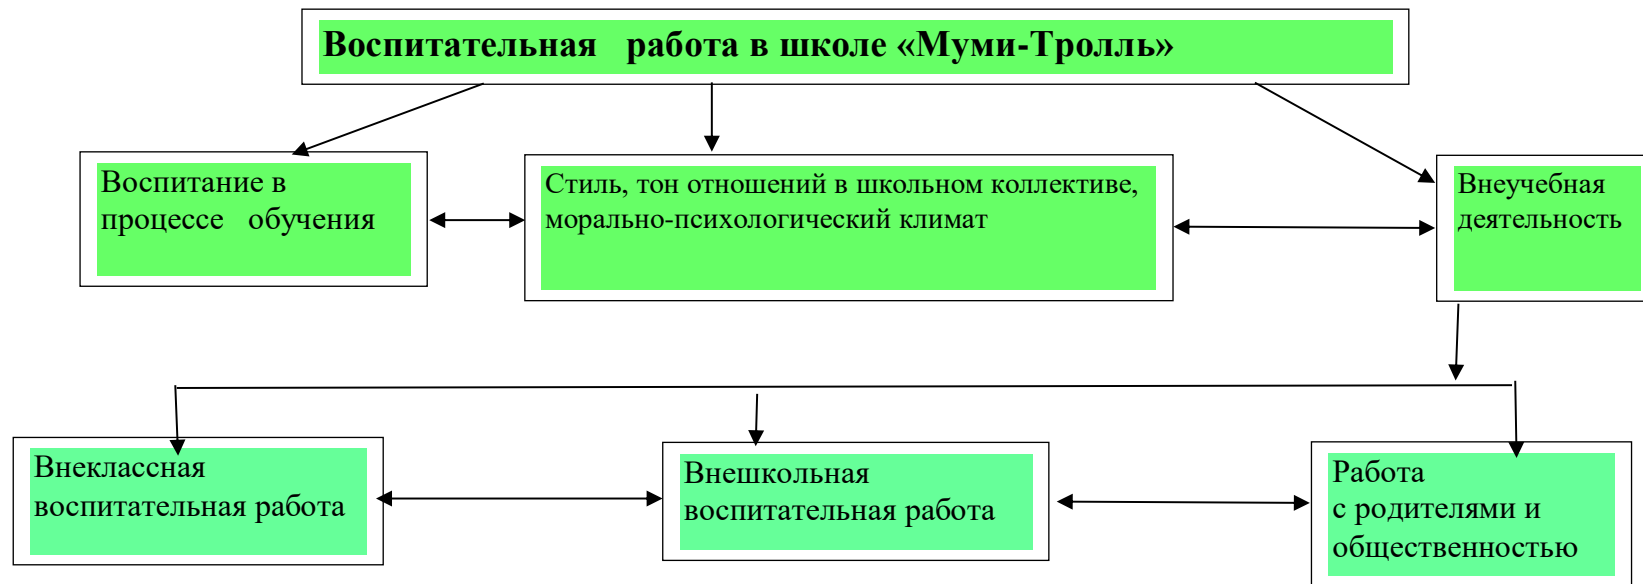 Воспитательная работа в школе «Муми-Тролль»
Воспитание в
процессе обучения
Стиль, тон отношений в школьном коллективе,
морально-психологический климат
Внеучебная
деятельность
Внеклассная
воспитательная работа
Внешкольная
воспитательная работа
Работа
с родителями и
общественностью